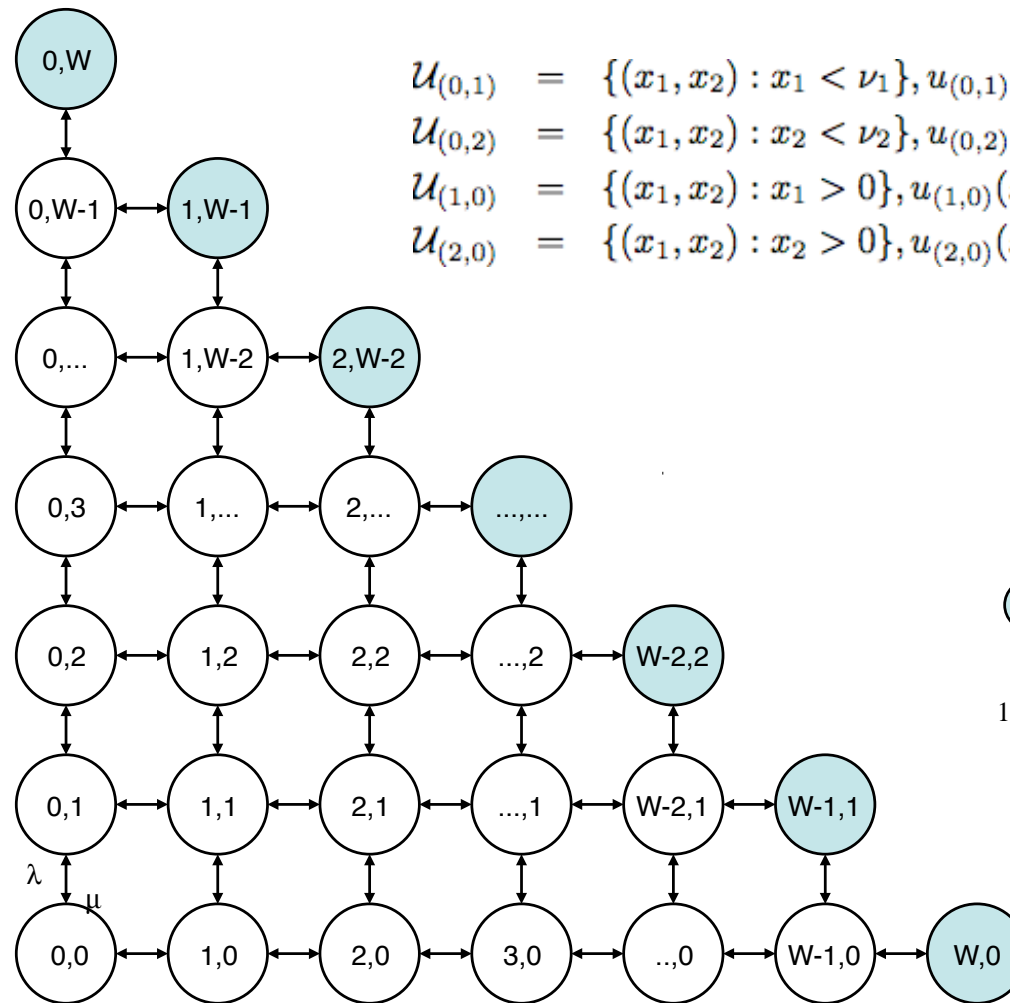 0,W
𝒰(0,1) = {(x₁, x₂) : x₁ < ν₁}, u(0,1)
𝒰(0,2) = {(x₁, x₂) : x₂ < ν₂}, u(0,2)
𝒰(1,0) = {(x₁, x₂) : x₁ > 0}, u(1,0)(
𝒰(2,0) = {(x₁, x₂) : x₂ > 0}, u(2,0)(
0,W-1 1,W-1
0,... 1,W-2 2,W-2
0,3 1,... 2,... ...,...
0,2 1,2 2,2 ...,2 W-2,2
1
0,1 1,1 2,1 ...,1 W-2,1 W-1,1
λ
μ
0,0 1,0 2,0 3,0 ..,0 W-1,0 W,0